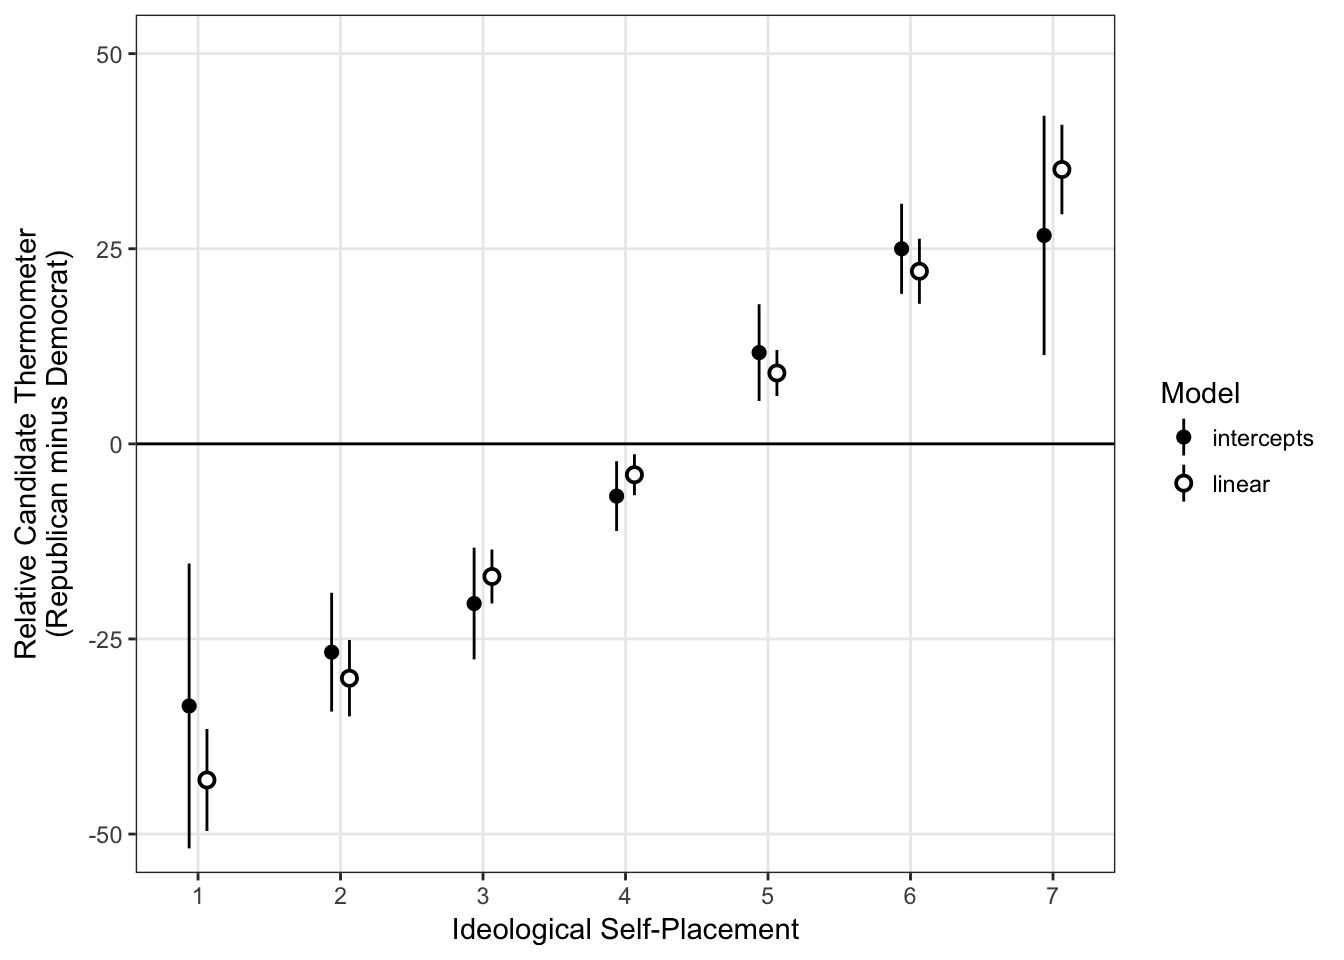 50
25
0
-25
-50
Relative Candidate Thermometer
(Republican minus Democrat)
1 2 3 4 5 6 7
Ideological Self-Placement
Model
intercepts
linear